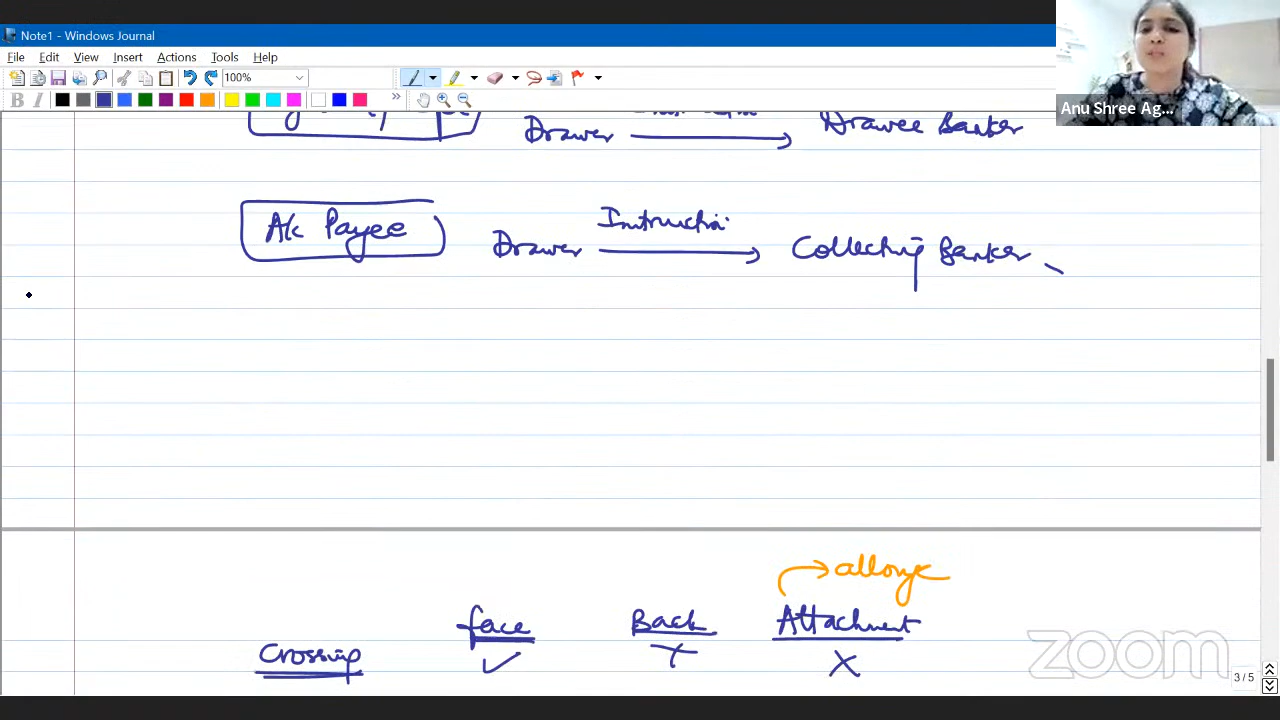 Note1 - Windows Journal
File Edit View Insert Actions Tools Help
100%
B I
Anu Shree Ag...
Drawer Drawee Banker
A/c Payee Drawer Instruction Collecting Banker
allonge
face Back Attachment
Crossing ✓ X X
zoom
3 / 5